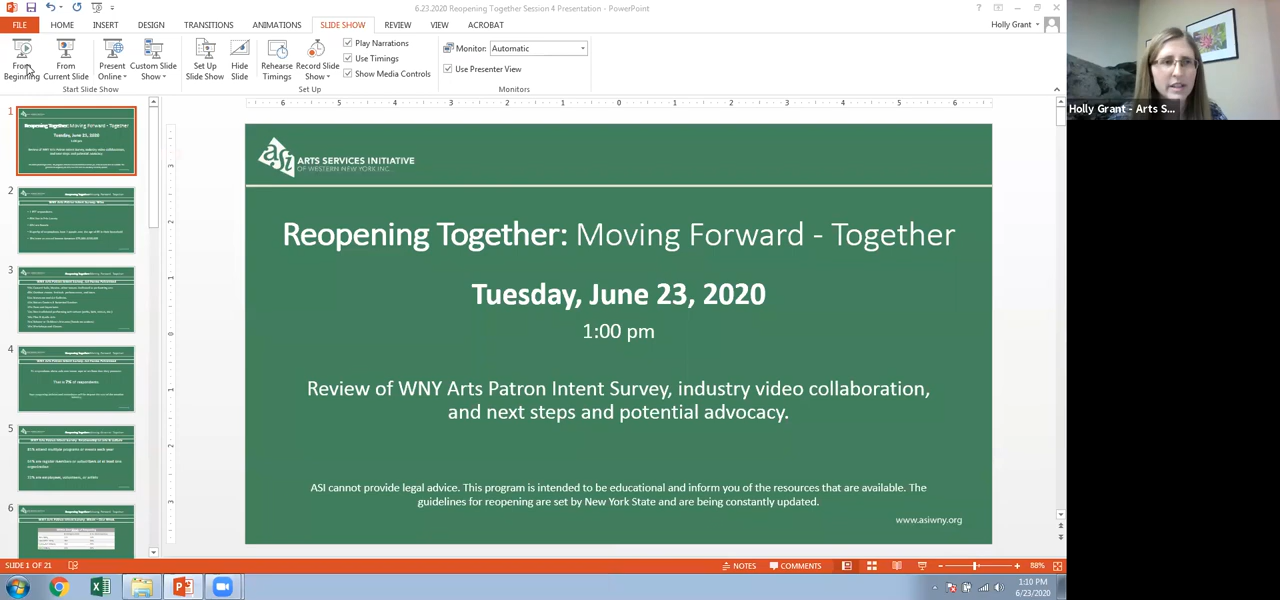 6.23.2020 Reopening Together Session 4 Presentation - PowerPoint
FILE HOME INSERT DESIGN TRANSITIONS ANIMATIONS SLIDE SHOW REVIEW VIEW ACROBAT
Holly Grant
From Beginning
From Current Slide
Present Online
Custom Slide Show
Start Slide Show
Set Up Slide Show
Hide Slide
Rehearse Timings
Record Slide Show
Play Narrations
Use Timings
Show Media Controls
Set Up
Monitor: Automatic
Use Presenter View
Monitors
Holly Grant - Arts S...
1
2
3
4
5
6
asi ARTS SERVICES INITIATIVE
OF WESTERN NEW YORK INC.
Reopening Together: Moving Forward - Together
Tuesday, June 23, 2020
1:00 pm
Review of WNY Arts Patron Intent Survey, industry video collaboration,
and next steps and potential advocacy.
ASI cannot provide legal advice. This program is intended to be educational and inform you of the resources that are available. The
guidelines for reopening are set by New York State and are being constantly updated.
www.asiwny.org
SLIDE 1 OF 21
NOTES COMMENTS 88%
1:10 PM
6/23/2020